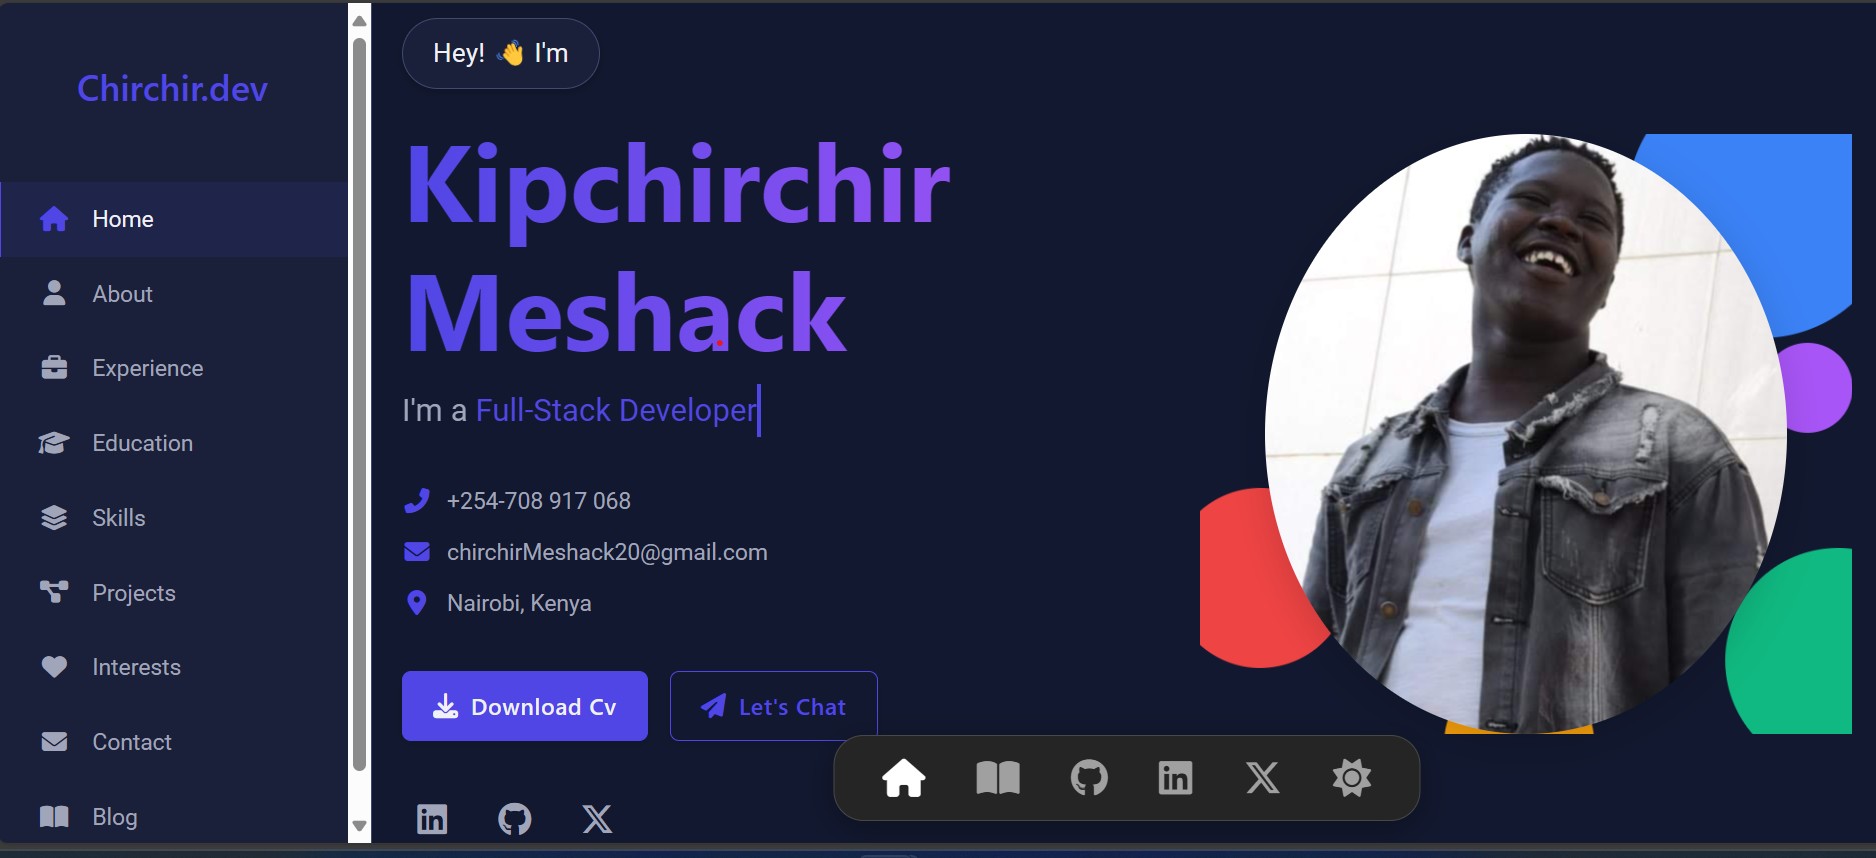 Chirchir.dev
Home
About
Experience
Education
Skills
Projects
Interests
Contact
Blog
Hey! 👋 I'm
Kipchirchir
Meshack
I'm a Full-Stack Developer
+254-708 917 068
chirchirMeshack20@gmail.com
Nairobi, Kenya
Download Cv
Let's Chat